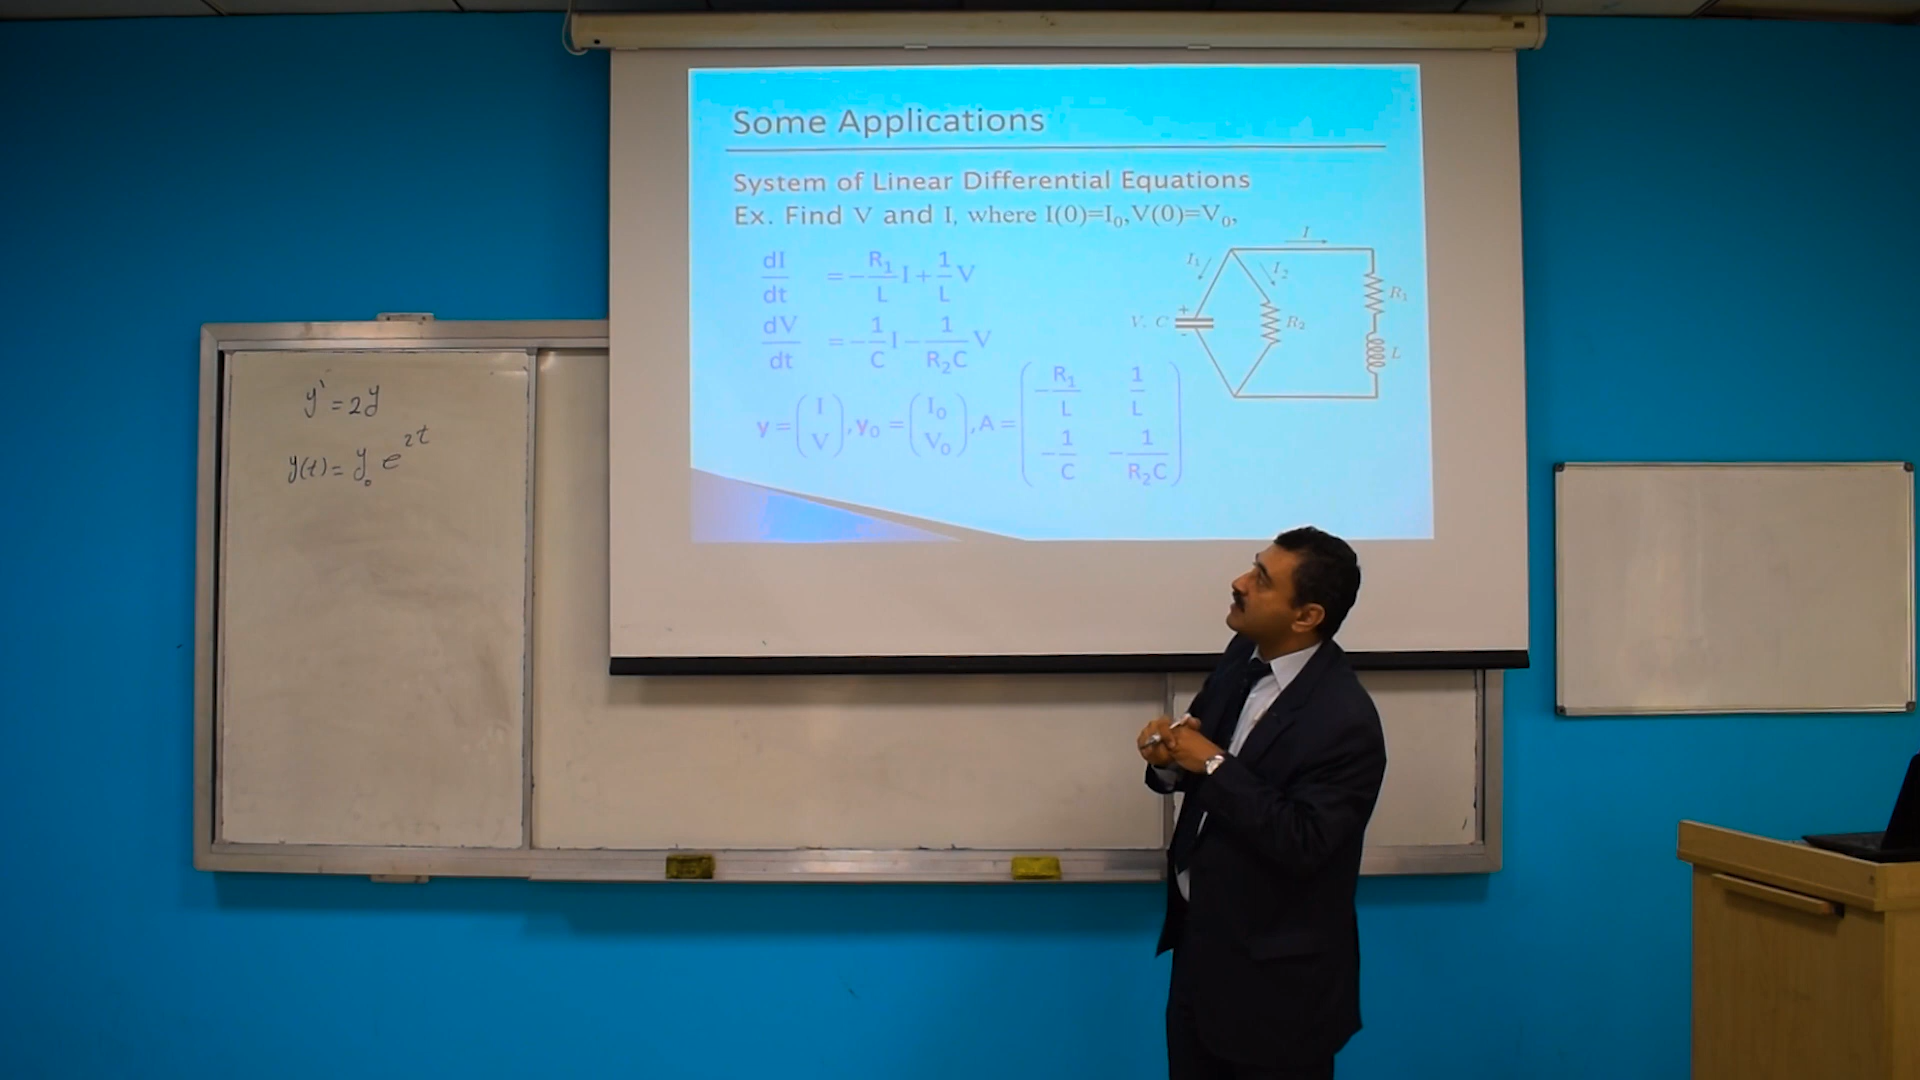 Some Applications
System of Linear Differential Equations
Ex. Find V and I, where I(0)=I₀,V(0)=V₀,
dI/dt = -R₁/L I + 1/L V
dV/dt = -1/C I - 1/R₂C V
y = (I V), y₀ = (I₀ V₀), A = (-R₁/L 1/L -1/C -1/R₂C)
I
I₁
I₂
R₁
V. C
+
-
R₂
L
y' = 2y
y(t) = y₀ e^2t